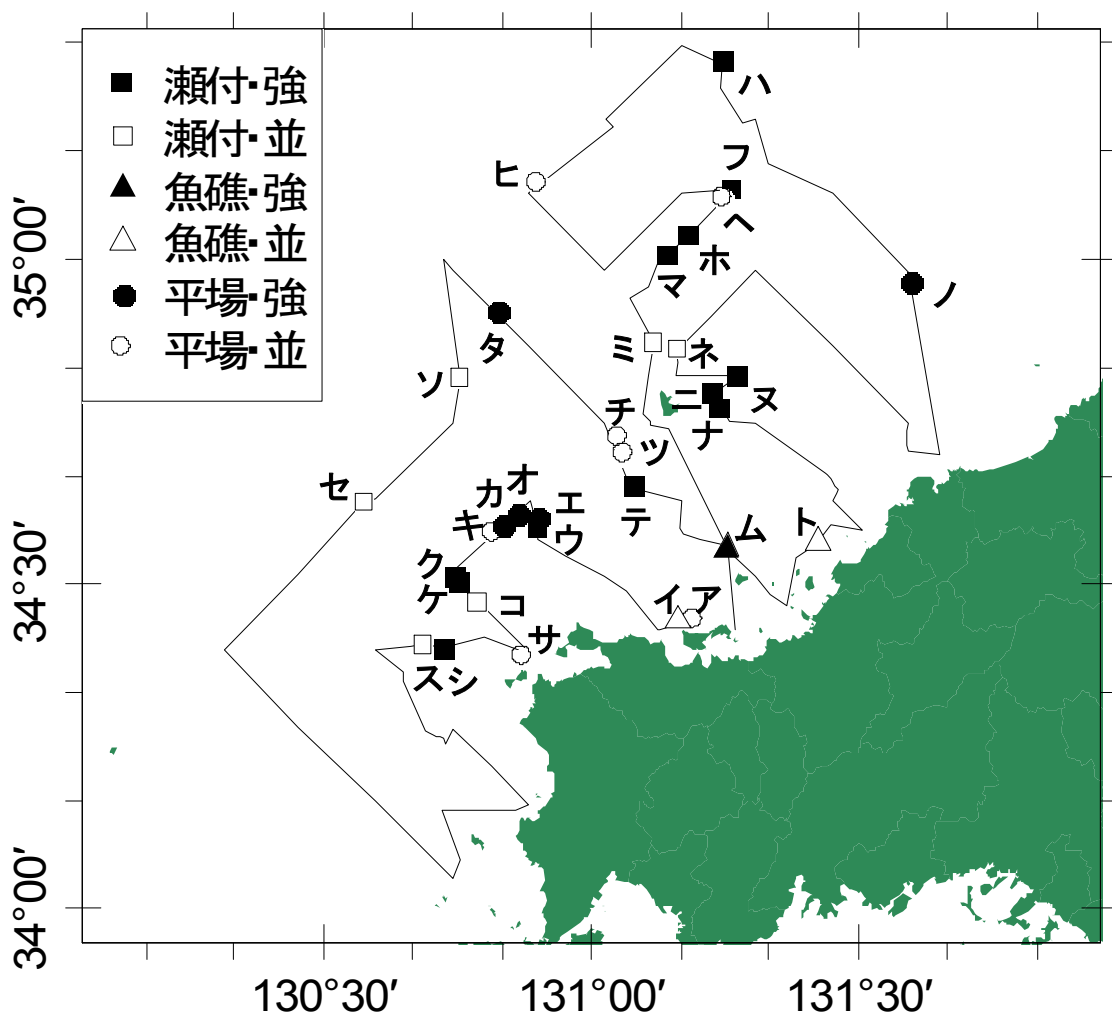 瀬付・強
瀬付・並
魚礁・強
魚礁・並
平場・強
平場・並
ハ
フ
ヒ
ヘ
ホ
マ
ノ
タ
ミ
ネ
ソ
ニ
ヌ
チ
ナ
ツ
セ
オ
カ
エ
キ
ウ
テ
ト
ム
ク
ケ
コ
イア
サ
スシ
35°00′
34°30′
34°00′
130°30′
131°00′
131°30′